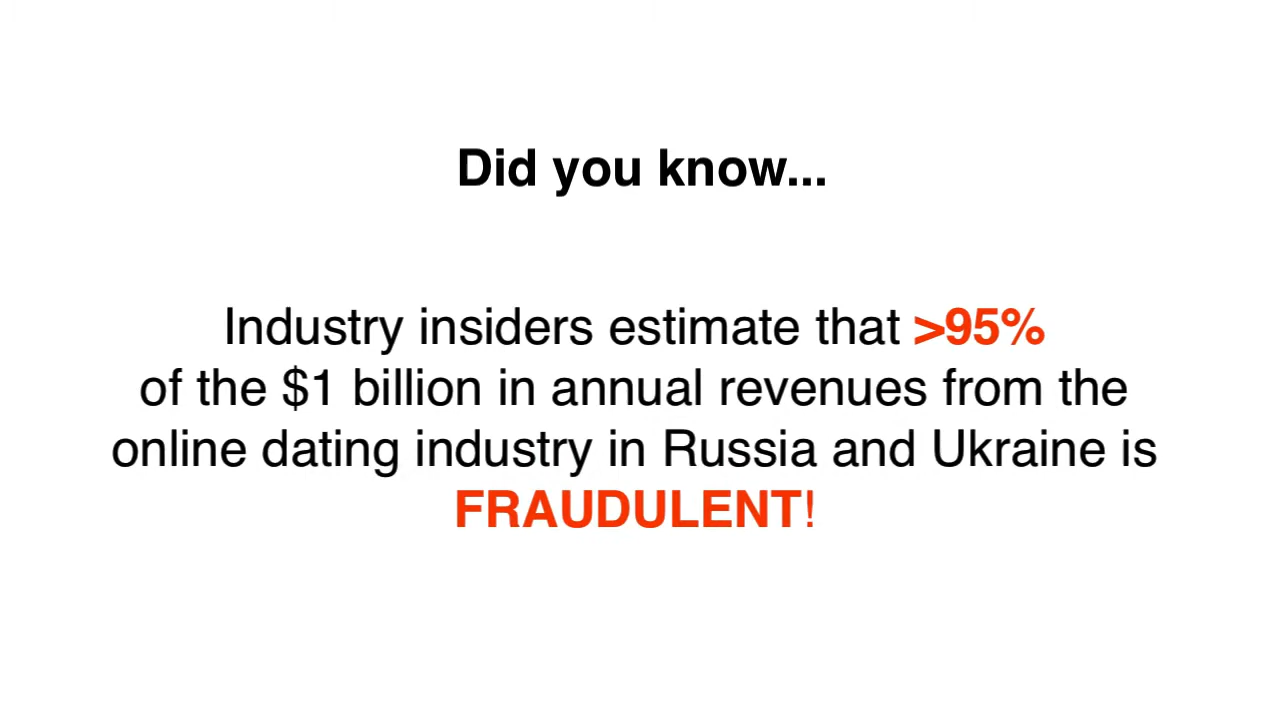 Did you know...
Industry insiders estimate that >95%
of the $1 billion in annual revenues from the
online dating industry in Russia and Ukraine is
FRAUDULENT!